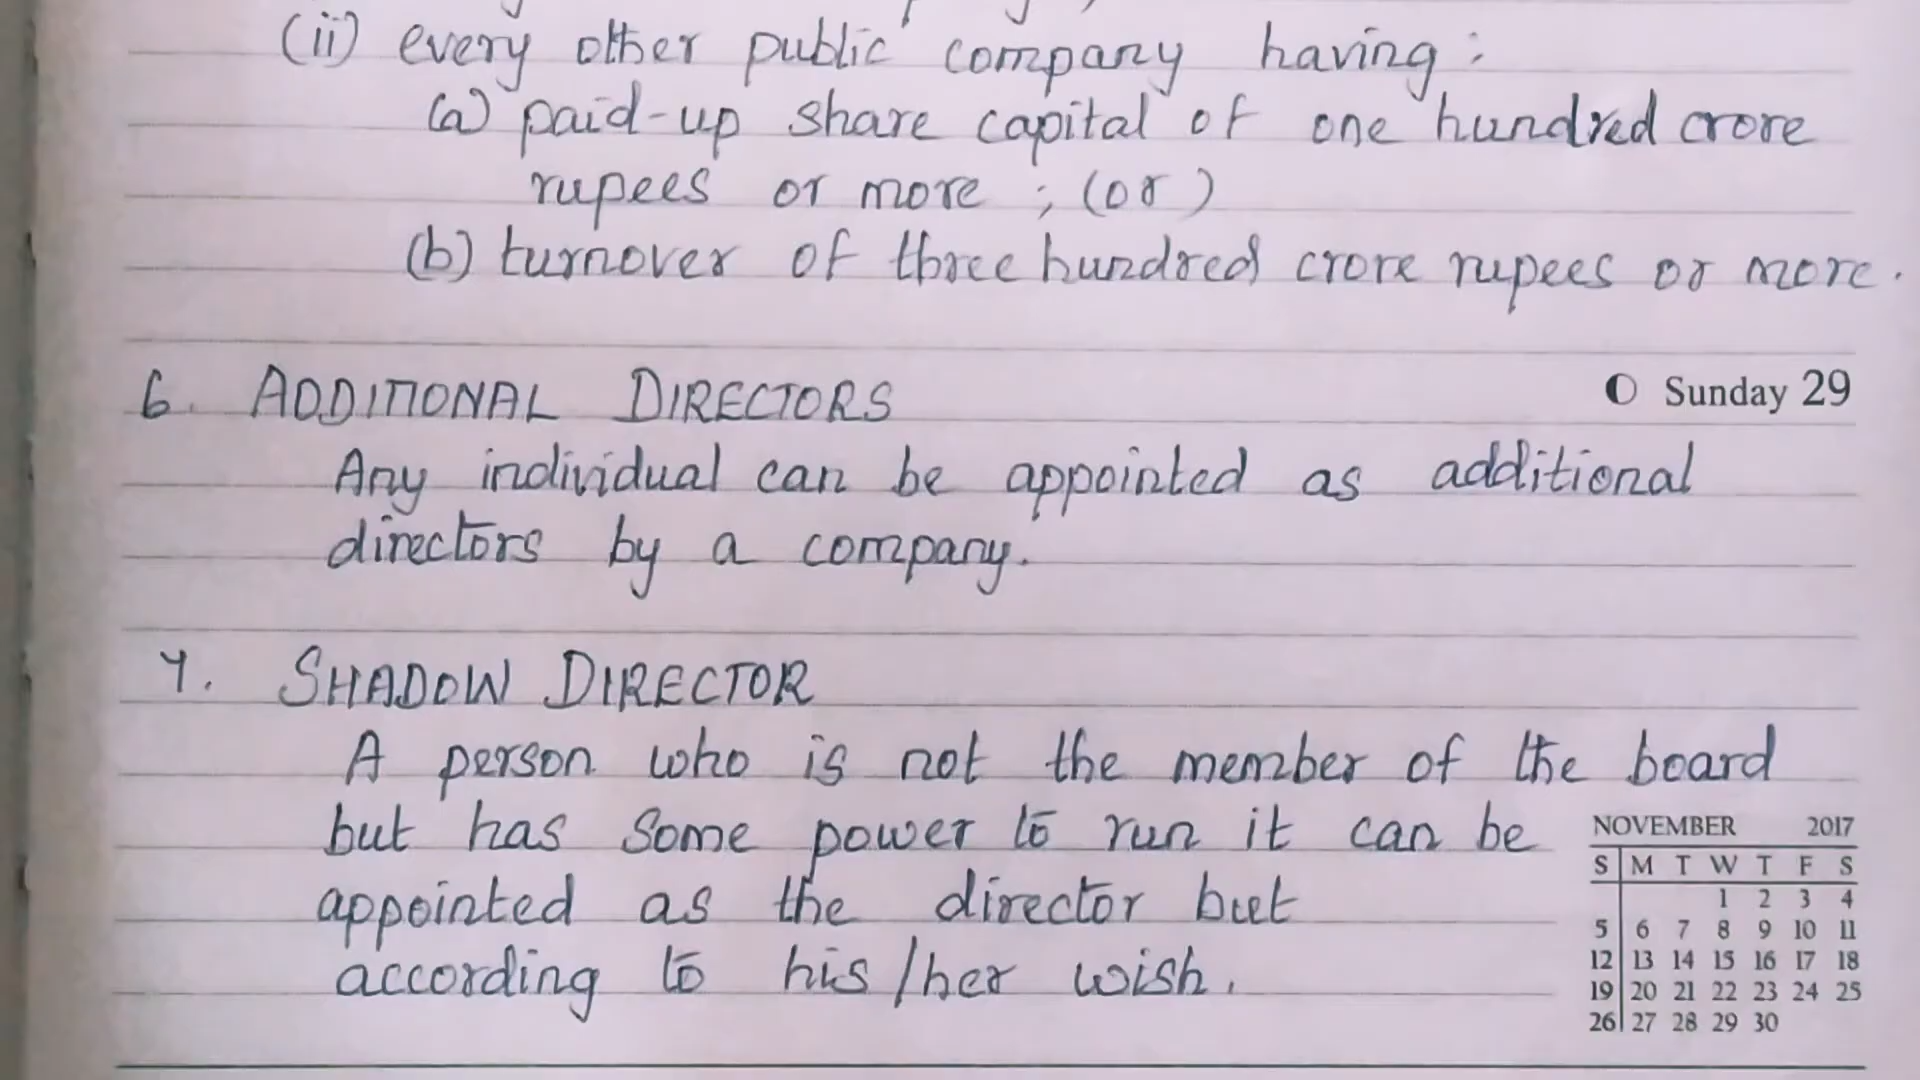 (ii) every other public company having:
(a) paid-up share capital of one hundred crore
rupees or more ; (or)
(b) turnover of three hundred crore rupees or more.
6. ADDITIONAL DIRECTORS
Sunday 29
Any individual can be appointed as additional
directors by a company.
7. SHADOW DIRECTOR
A person who is not the member of the board
but has some power to run it can be
appointed as the director but
according to his/her wish.
NOVEMBER 2017
S M T W T F S
1 2 3 4
5 6 7 8 9 10 11
12 13 14 15 16 17 18
19 20 21 22 23 24 25
26 27 28 29 30